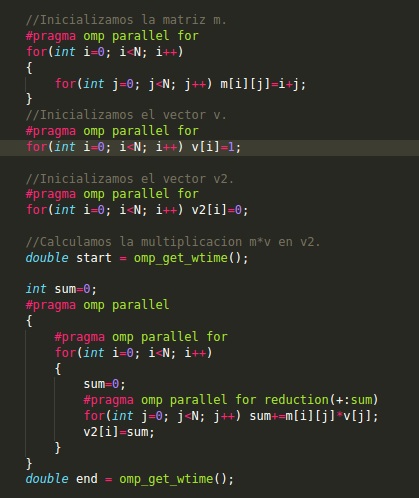 //Inicializamos la matriz m.
#pragma omp parallel for
for(int i=0; i<N; i++)
{
for(int j=0; j<N; j++) m[i][j]=i+j;
}
//Inicializamos el vector v.
#pragma omp parallel for
for(int i=0; i<N; i++) v[i]=1;
//Inicializamos el vector v2.
#pragma omp parallel for
for(int i=0; i<N; i++) v2[i]=0;
//Calculamos la multiplicacion m*v en v2.
double start = omp_get_wtime();
int sum=0;
#pragma omp parallel
{
#pragma omp parallel for
for(int i=0; i<N; i++)
{
sum=0;
#pragma omp parallel for reduction(+:sum)
for(int j=0; j<N; j++) sum+=m[i][j]*v[j];
v2[i]=sum;
}
}
double end = omp_get_wtime();